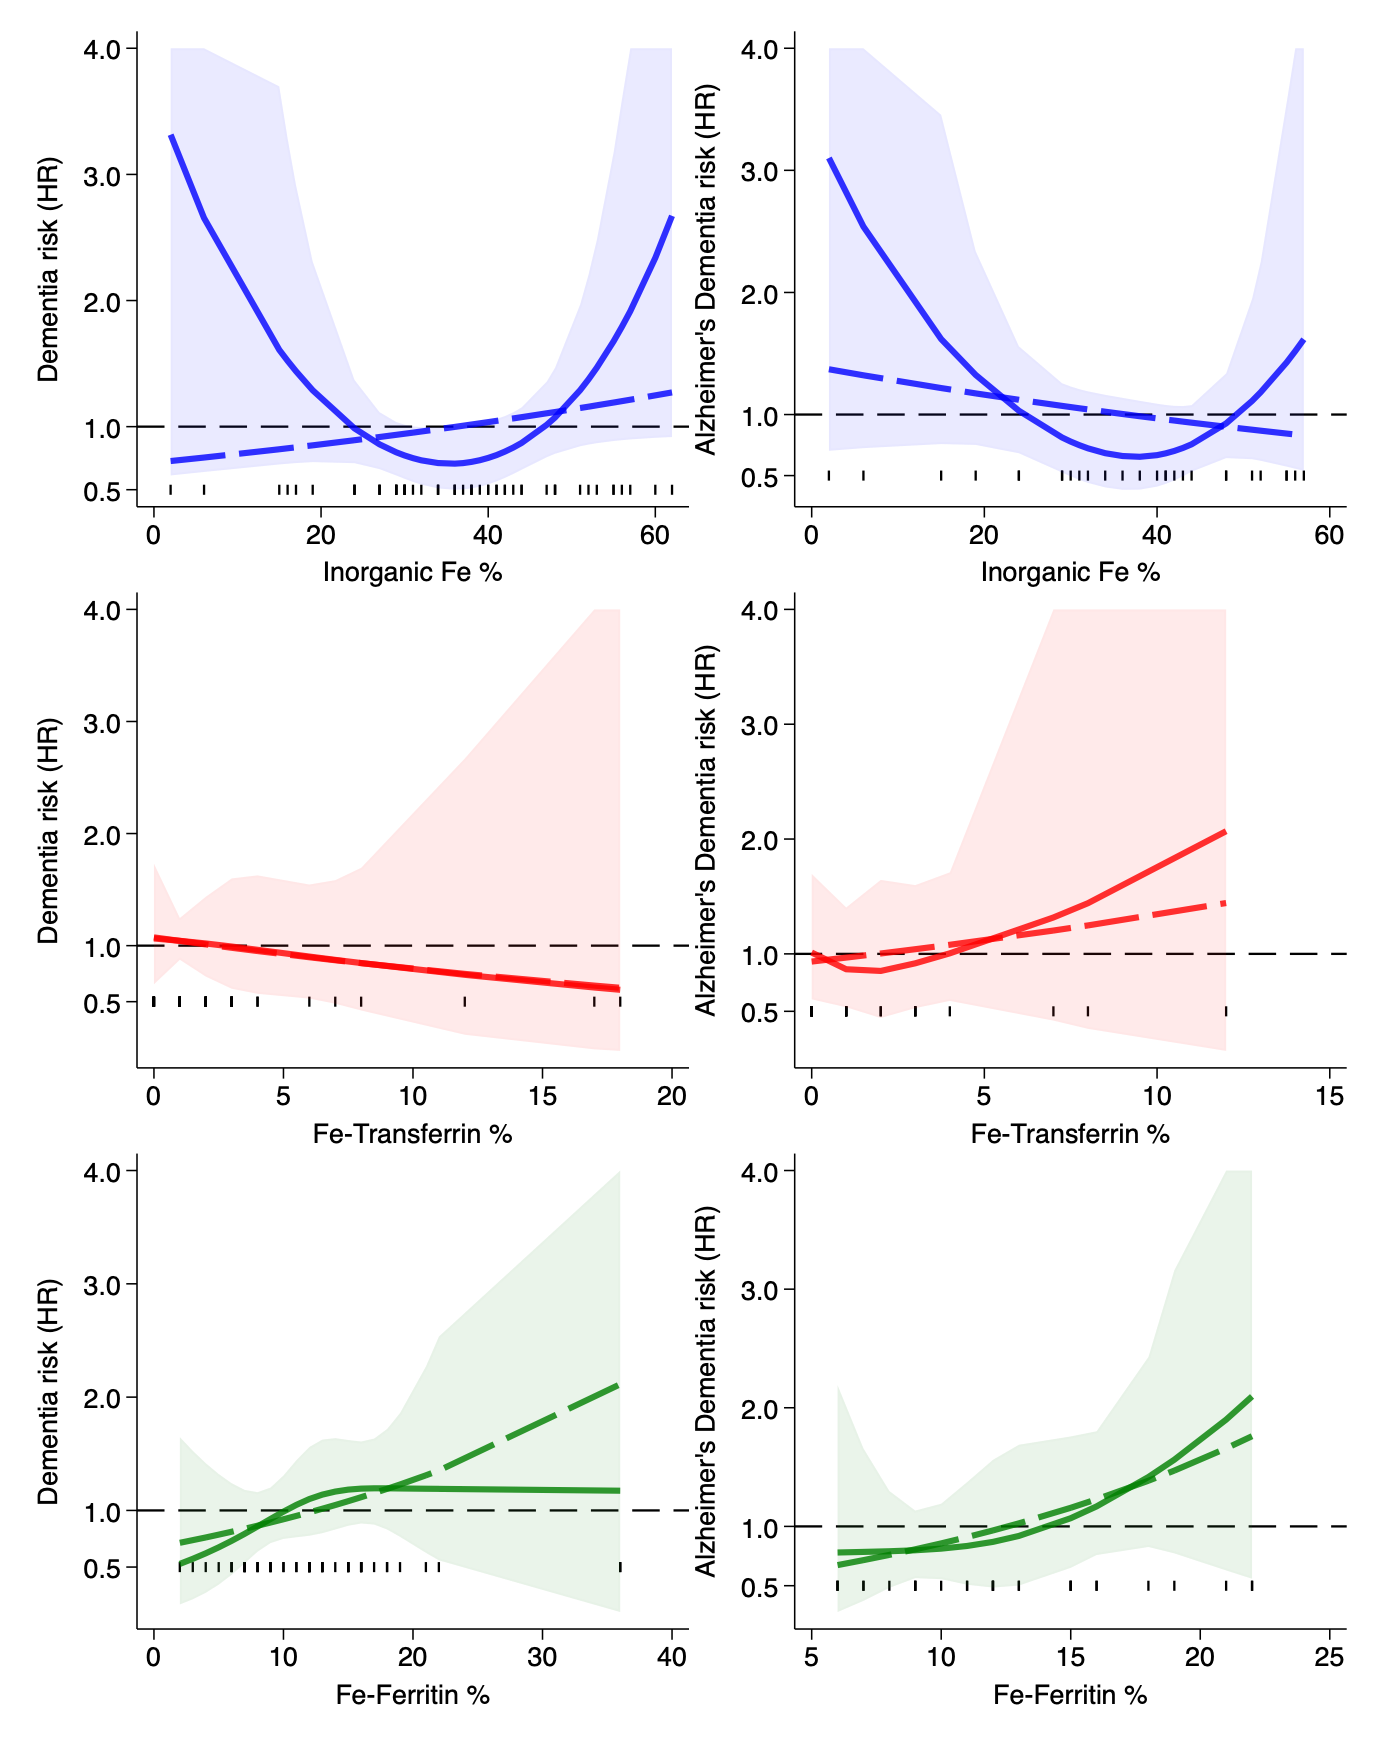 Dementia risk (HR)
4.0
3.0
2.0
1.0
0.5
0 20 40 60
Inorganic Fe %
Alzheimer's Dementia risk (HR)
4.0
3.0
2.0
1.0
0.5
0 20 40 60
Inorganic Fe %
Dementia risk (HR)
4.0
3.0
2.0
1.0
0.5
0 5 10 15 20
Fe-Transferrin %
Alzheimer's Dementia risk (HR)
4.0
3.0
2.0
1.0
0.5
0 5 10 15
Fe-Transferrin %
Dementia risk (HR)
4.0
3.0
2.0
1.0
0.5
0 10 20 30 40
Fe-Ferritin %
Alzheimer's Dementia risk (HR)
4.0
3.0
2.0
1.0
0.5
5 10 15 20 25
Fe-Ferritin %